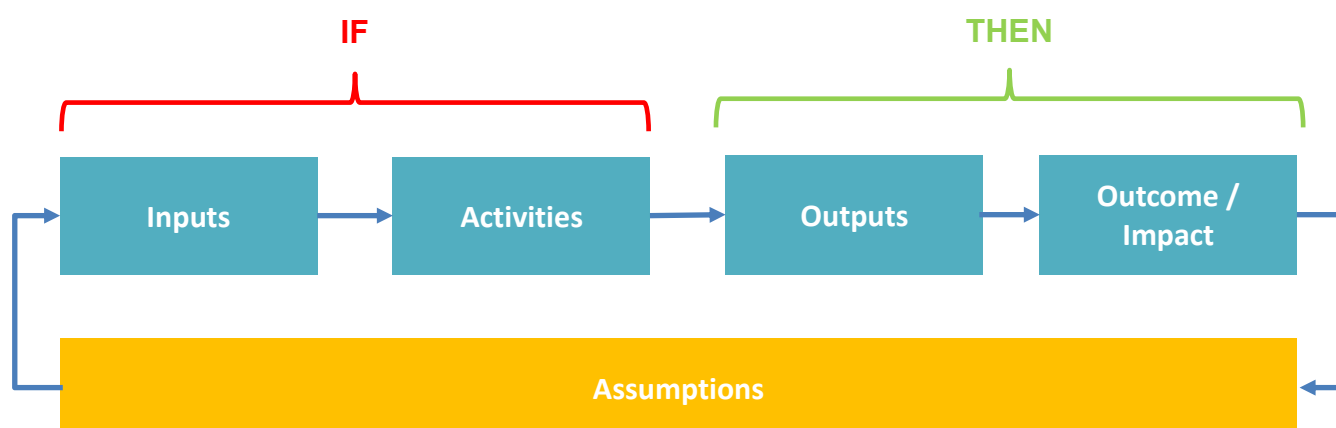 IF
THEN
Inputs
Activities
Outputs
Outcome /
Impact
Assumptions